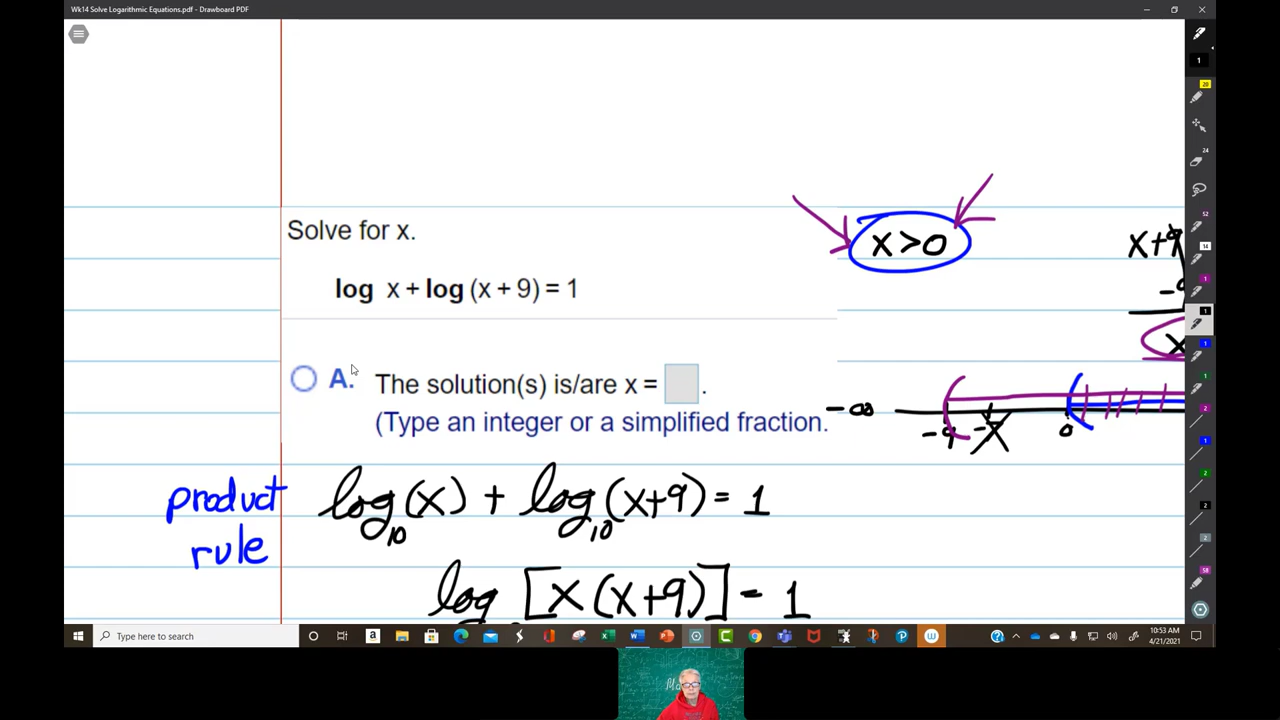 Wk14 Solve Logarithmic Equations.pdf - Drawboard PDF
Solve for x.
log x + log (x + 9) = 1
x>0
x+9
A. The solution(s) is/are x = .
(Type an integer or a simplified fraction.
-∞
-9
0
product
rule
log10(x) + log10(x+9) = 1
log [x(x+9)] = 1
Type here to search
10:53 AM
4/21/2021